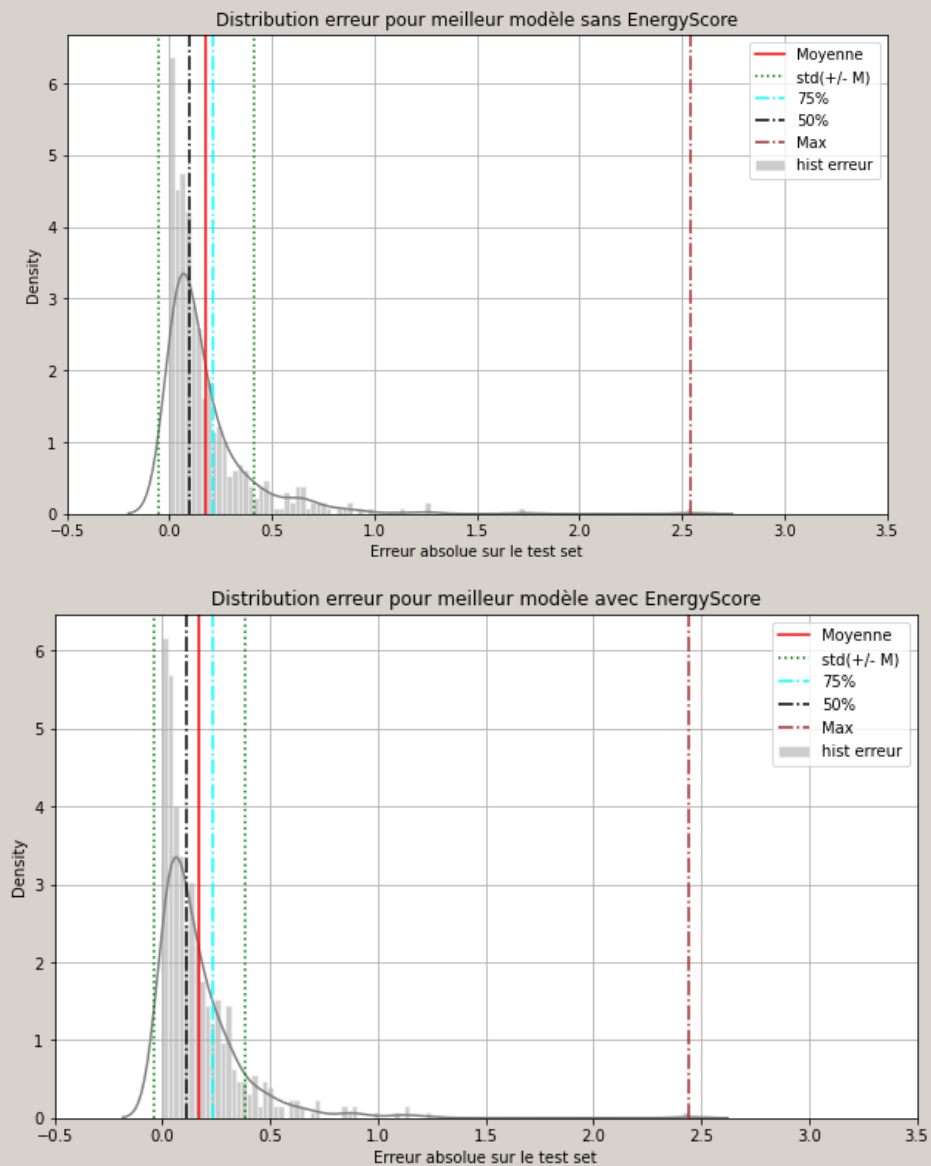 Distribution erreur pour meilleur modèle sans EnergyScore
Moyenne
std(+/- M)
75%
50%
Max
hist erreur
Density
6
5
4
3
2
1
0
−0.5 0.0 0.5 1.0 1.5 2.0 2.5 3.0 3.5
Erreur absolue sur le test set
Distribution erreur pour meilleur modèle avec EnergyScore
Moyenne
std(+/- M)
75%
50%
Max
hist erreur
Density
6
5
4
3
2
1
0
−0.5 0.0 0.5 1.0 1.5 2.0 2.5 3.0 3.5
Erreur absolue sur le test set